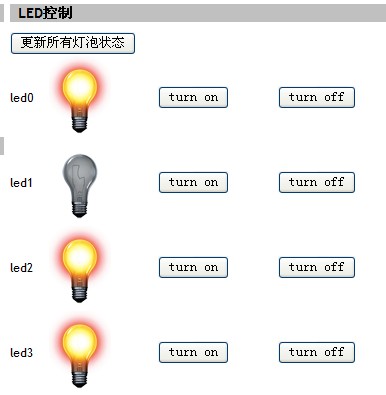 LED控制
更新所有灯泡状态
led0 turn on turn off
led1 turn on turn off
led2 turn on turn off
led3 turn on turn off